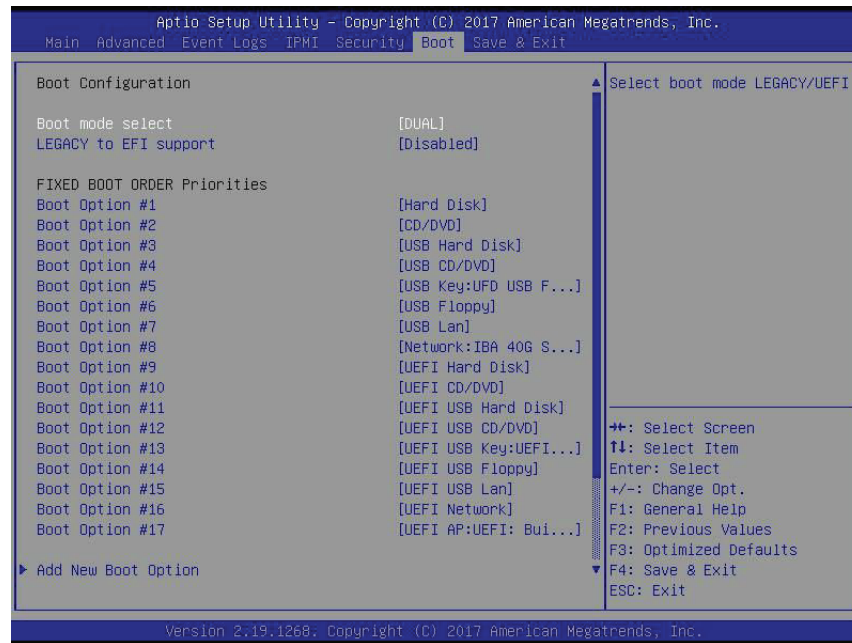 Aptio Setup Utility – Copyright (C) 2017 American Megatrends, Inc.
Main Advanced Event Logs IPMI Security Boot Save & Exit
Boot Configuration
Boot mode select [DUAL]
LEGACY to EFI support [Disabled]
FIXED BOOT ORDER Priorities
Boot Option #1 [Hard Disk]
Boot Option #2 [CD/DVD]
Boot Option #3 [USB Hard Disk]
Boot Option #4 [USB CD/DVD]
Boot Option #5 [USB Key:UFD USB F...]
Boot Option #6 [USB Floppy]
Boot Option #7 [USB Lan]
Boot Option #8 [Network:IBA 40G S...]
Boot Option #9 [UEFI Hard Disk]
Boot Option #10 [UEFI CD/DVD]
Boot Option #11 [UEFI USB Hard Disk]
Boot Option #12 [UEFI USB CD/DVD]
Boot Option #13 [UEFI USB Key:UEFI...]
Boot Option #14 [UEFI USB Floppy]
Boot Option #15 [UEFI USB Lan]
Boot Option #16 [UEFI Network]
Boot Option #17 [UEFI AP:UEFI: Bui...]
Add New Boot Option
Select boot mode LEGACY/UEFI
→←: Select Screen
↑↓: Select Item
Enter: Select
+/-: Change Opt.
F1: General Help
F2: Previous Values
F3: Optimized Defaults
F4: Save & Exit
ESC: Exit
Version 2.19.1268. Copyright (C) 2017 American Megatrends, Inc.